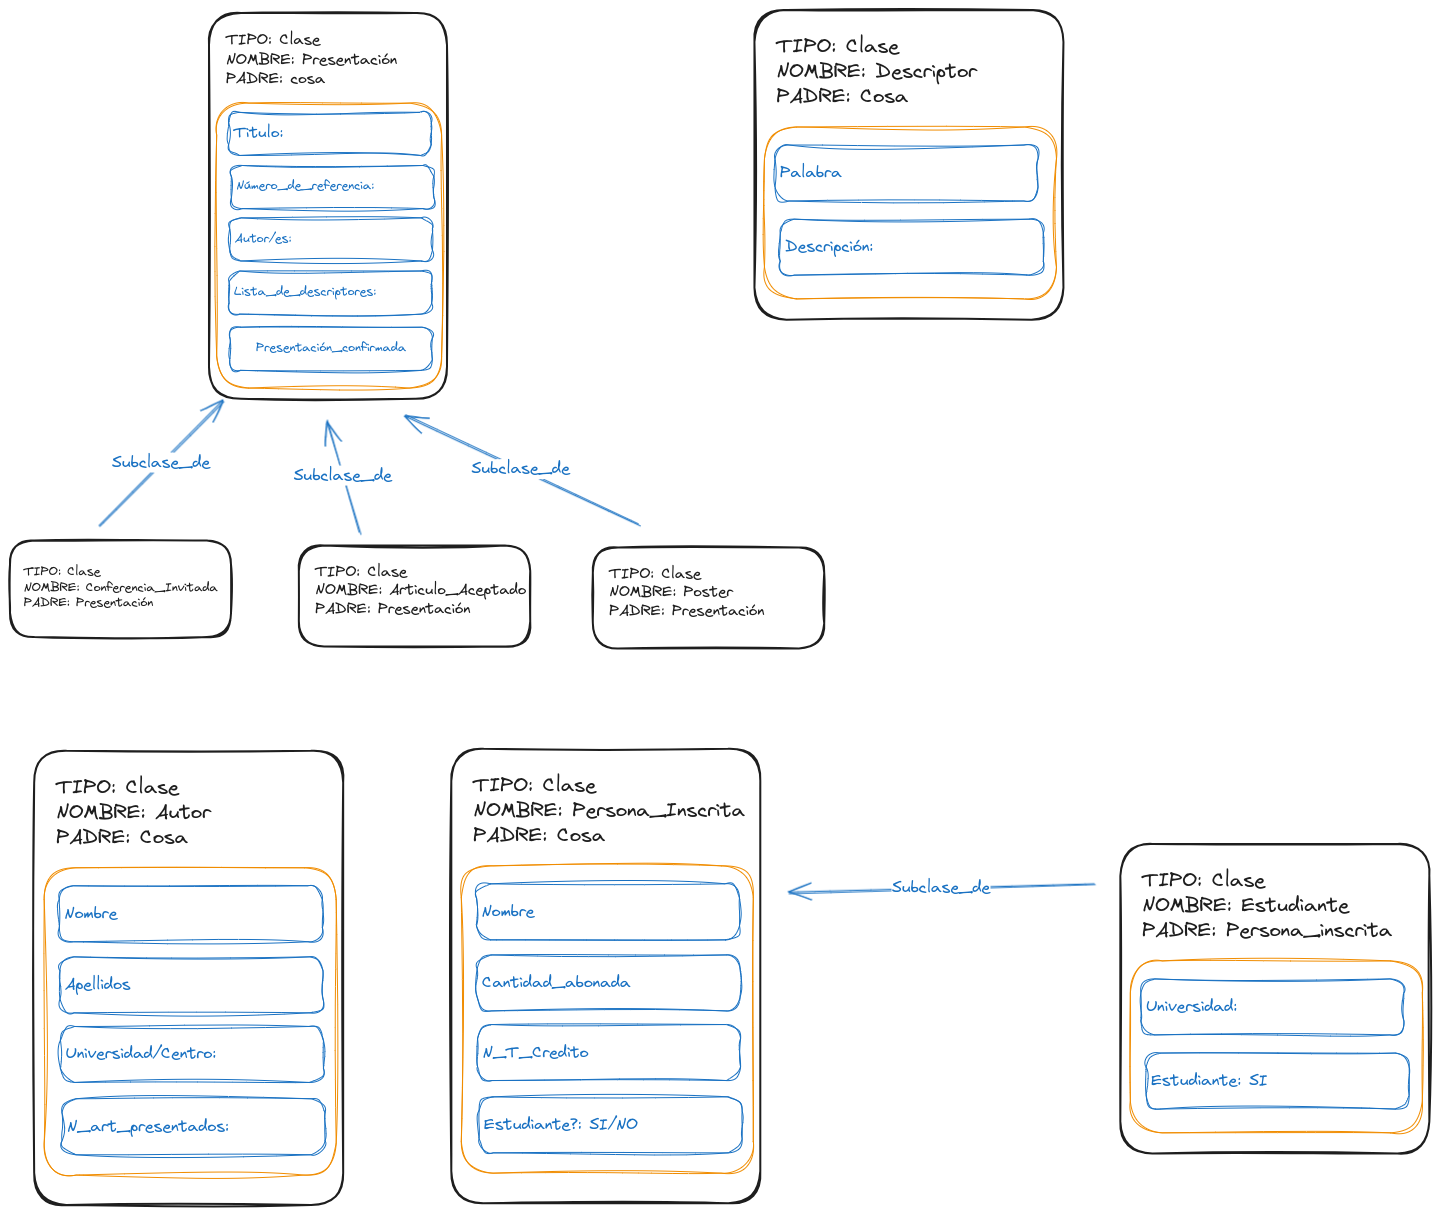 TIPO: Clase
NOMBRE: Presentación
PADRE: cosa
Titulo:
Número_de_referencia:
Autor/es:
Lista_de_descriptores:
Presentación_confirmada
TIPO: Clase
NOMBRE: Descriptor
PADRE: Cosa
Palabra
Descripción:
Subclase_de
Subclase_de
Subclase_de
TIPO: Clase
NOMBRE: Conferencia_Invitada
PADRE: Presentación
TIPO: Clase
NOMBRE: Articulo_Aceptado
PADRE: Presentación
TIPO: Clase
NOMBRE: Poster
PADRE: Presentación
TIPO: Clase
NOMBRE: Autor
PADRE: Cosa
Nombre
Apellidos
Universidad/Centro:
N_art_presentados:
TIPO: Clase
NOMBRE: Persona_Inscrita
PADRE: Cosa
Nombre
Cantidad_abonada
N_T_Credito
Estudiante?: SI/NO
Subclase_de
TIPO: Clase
NOMBRE: Estudiante
PADRE: Persona_inscrita
Universidad:
Estudiante: SI